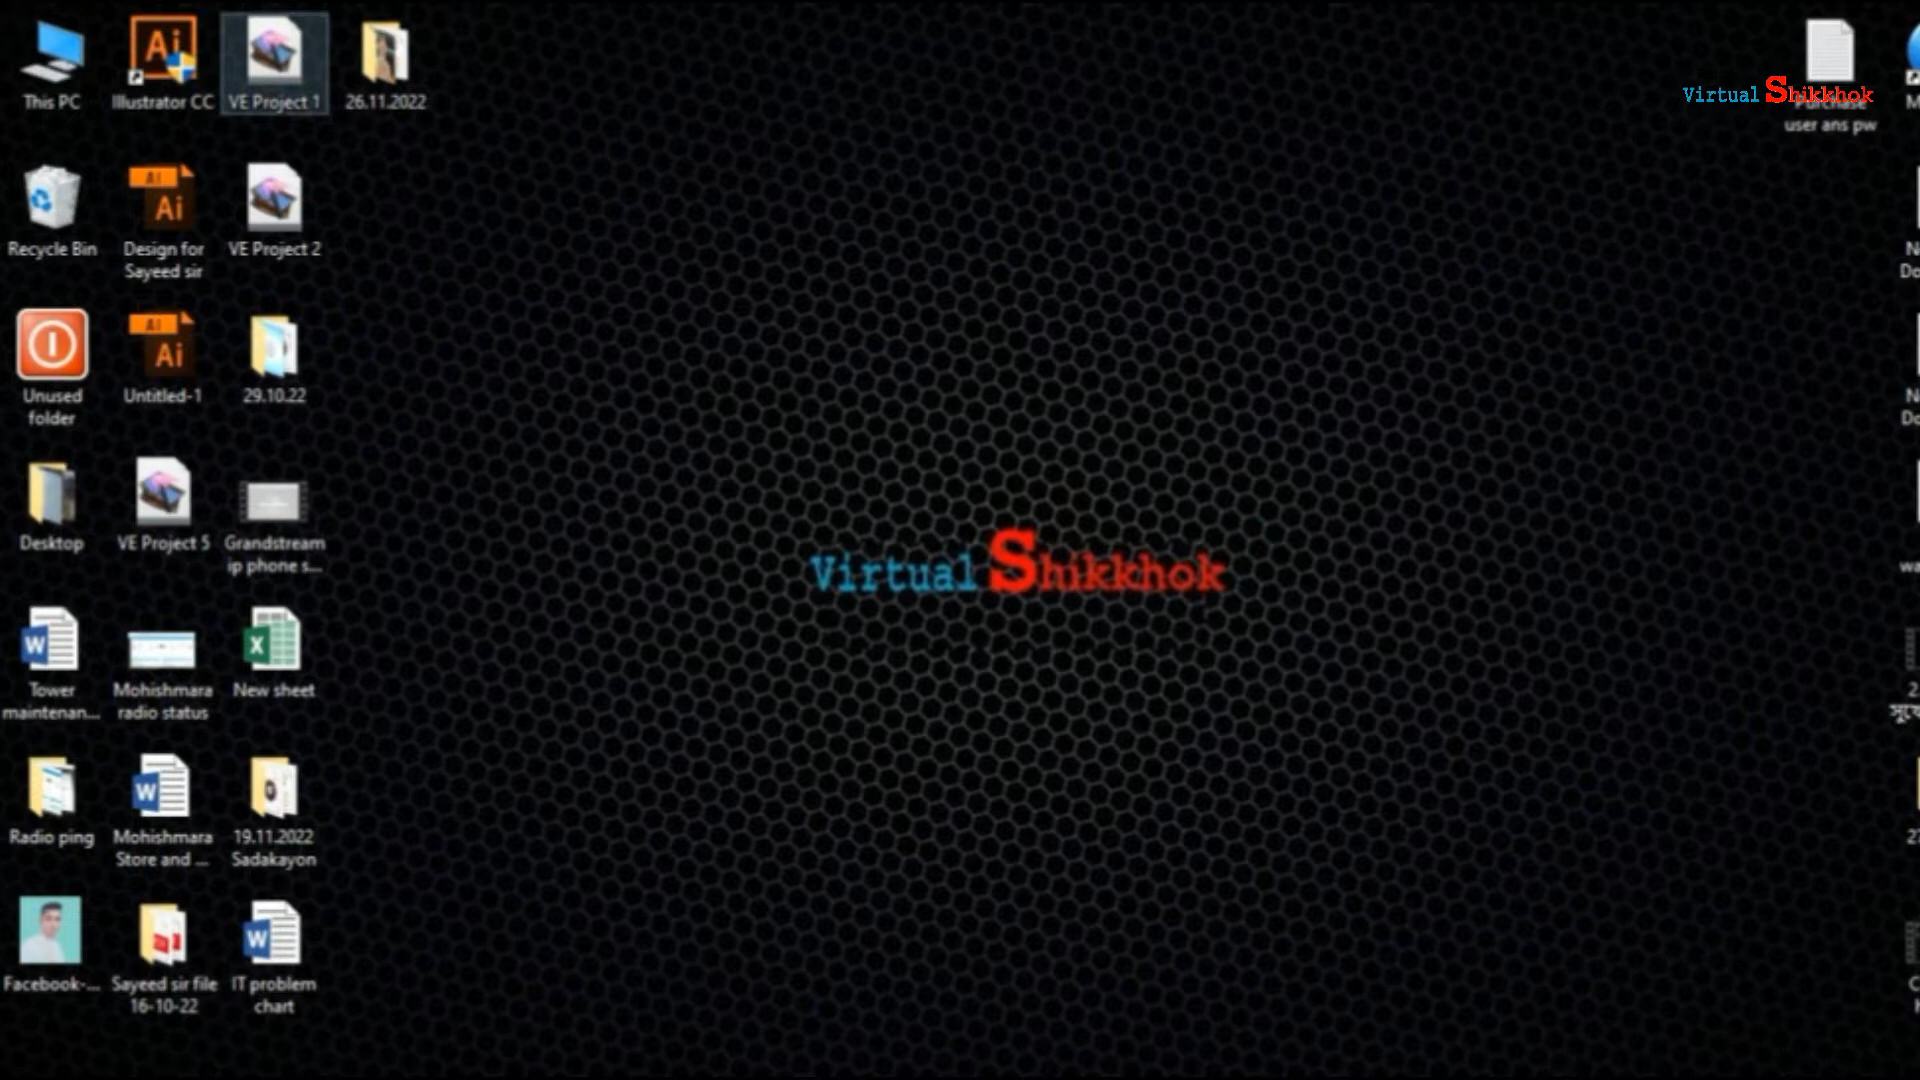 This PC
Illustrator CC
VE Project 1
26.11.2022
Virtual Shikkhok
user ans pw
Recycle Bin
Design for
Sayeed sir
VE Project 2
Unused
folder
Untitled-1
29.10.22
Desktop
VE Project 5
Grandstream
ip phone s...
Virtual Shikkhok
Tower
maintenan...
Mohishmara
radio status
New sheet
Radio ping
Mohishmara
Store and ...
19.11.2022
Sadakayon
Facebook-...
Sayeed sir file
16-10-22
IT problem
chart